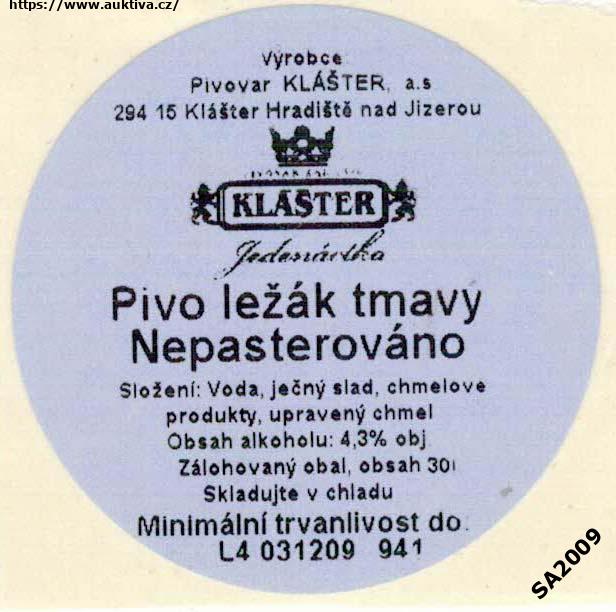 https://www.auktiva.cz/
Výrobce
Pivovar KLÁŠTER, a.s
294 15 Klášter Hradiště nad Jizerou
KLÁŠTER
Jedenáctka
Pivo ležák tmavy
Nepasterováno
Složení: Voda, ječný slad, chmelove
produkty, upravený chmel
Obsah alkoholu: 4,3% obj
Zálohovaný obal, obsah 30l
Skladujte v chladu
Minimální trvanlivost do:
L4 031209 941
SA2009